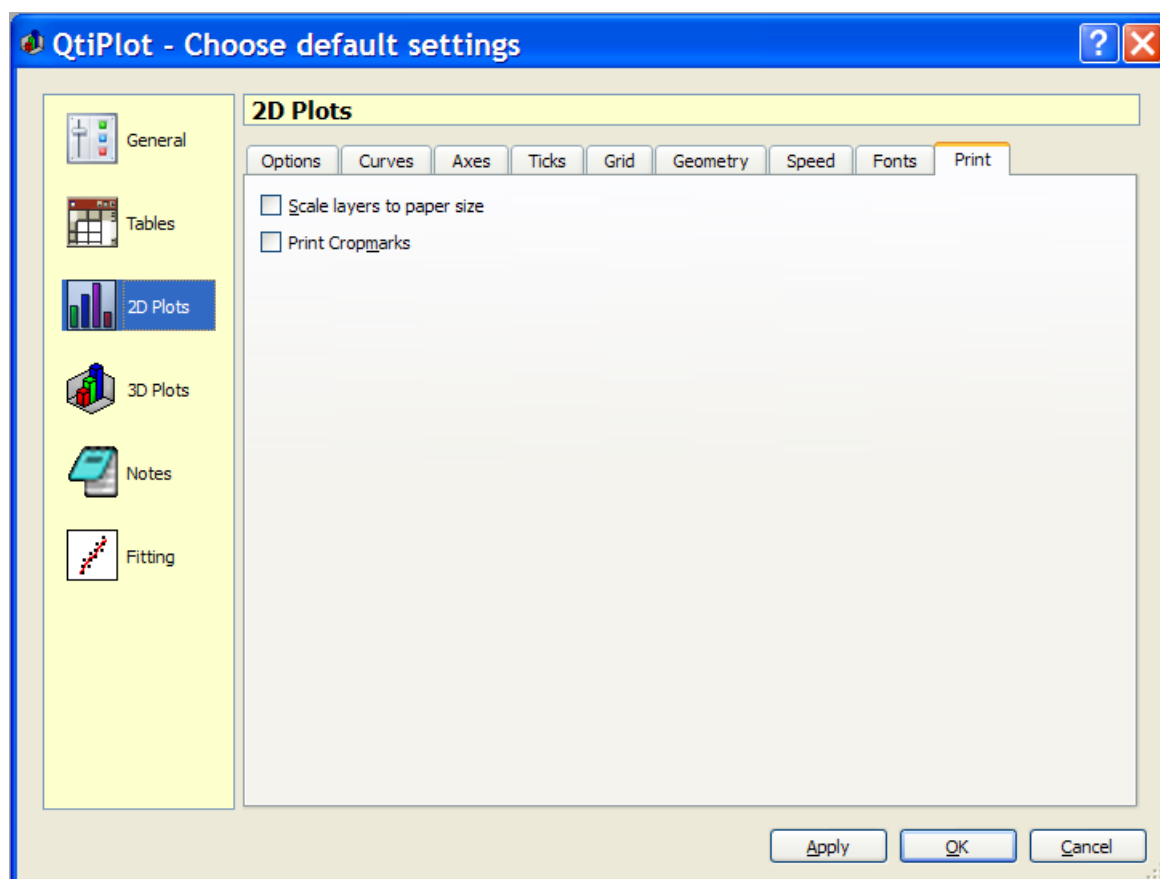 QtiPlot - Choose default settings
General
Tables
2D Plots
3D Plots
Notes
Fitting
2D Plots
Options Curves Axes Ticks Grid Geometry Speed Fonts Print
Scale layers to paper size
Print Cropmarks
Apply OK Cancel